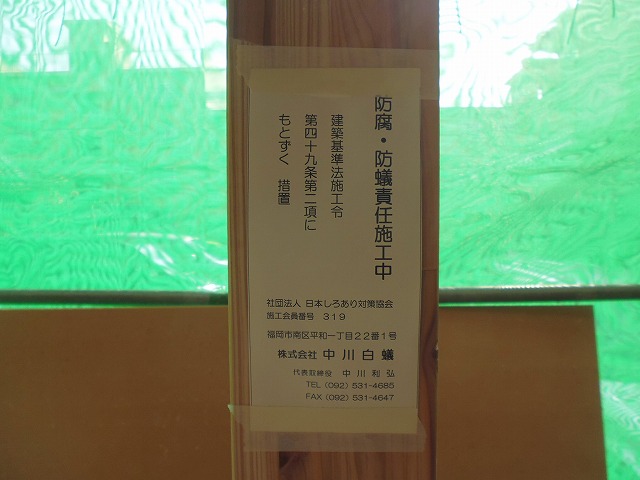 防腐・防蟻責任施工中
建築基準法施工令
第四十九条第二項に
もとずく 措置
社団法人 日本しろあり対策協会
施工会員番号 319
福岡市南区平和一丁目22番1号
株式会社 中川白蟻
代表取締役 中川利弘
TEL (092) 531-4685
FAX (092) 531-4647